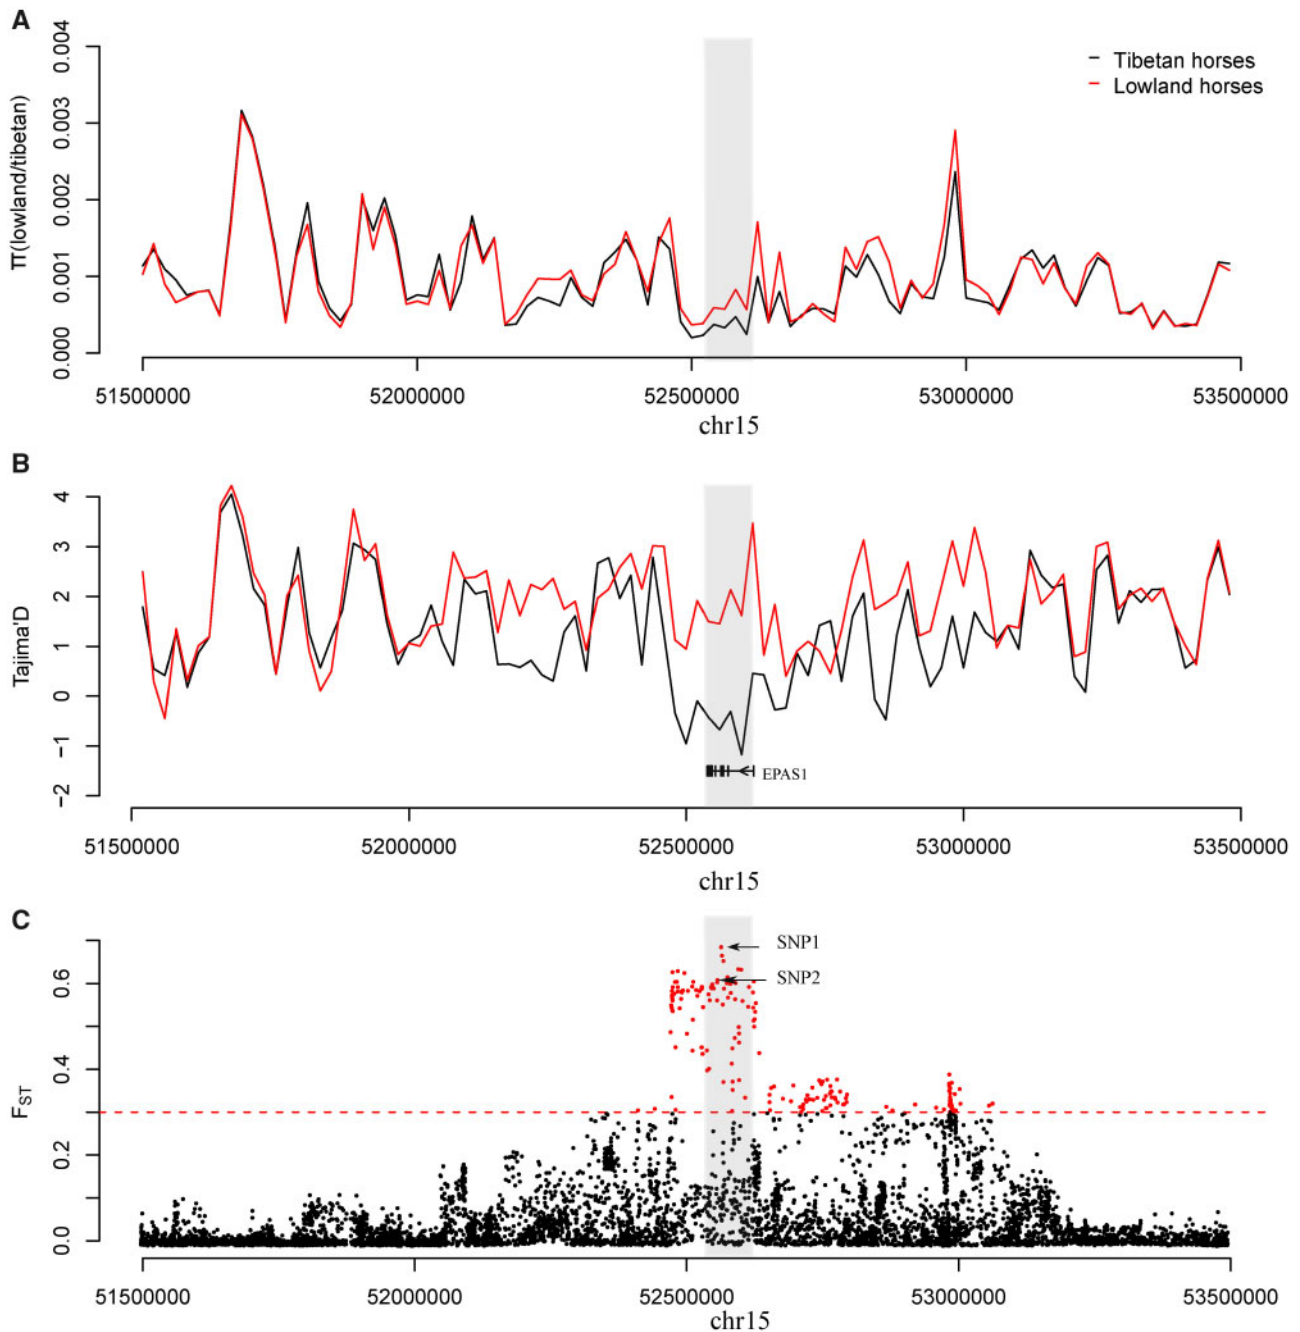 A
π(lowland/tibetan)
0.004
0.003
0.002
0.001
0.000
Tibetan horses
Lowland horses
51500000 52000000 52500000 53000000 53500000
chr15
B
Tajima'D
4
3
2
1
0
−1
−2
EPAS1
51500000 52000000 52500000 53000000 53500000
chr15
C
FST
0.6
0.4
0.2
0.0
SNP1
SNP2
51500000 52000000 52500000 53000000 53500000
chr15